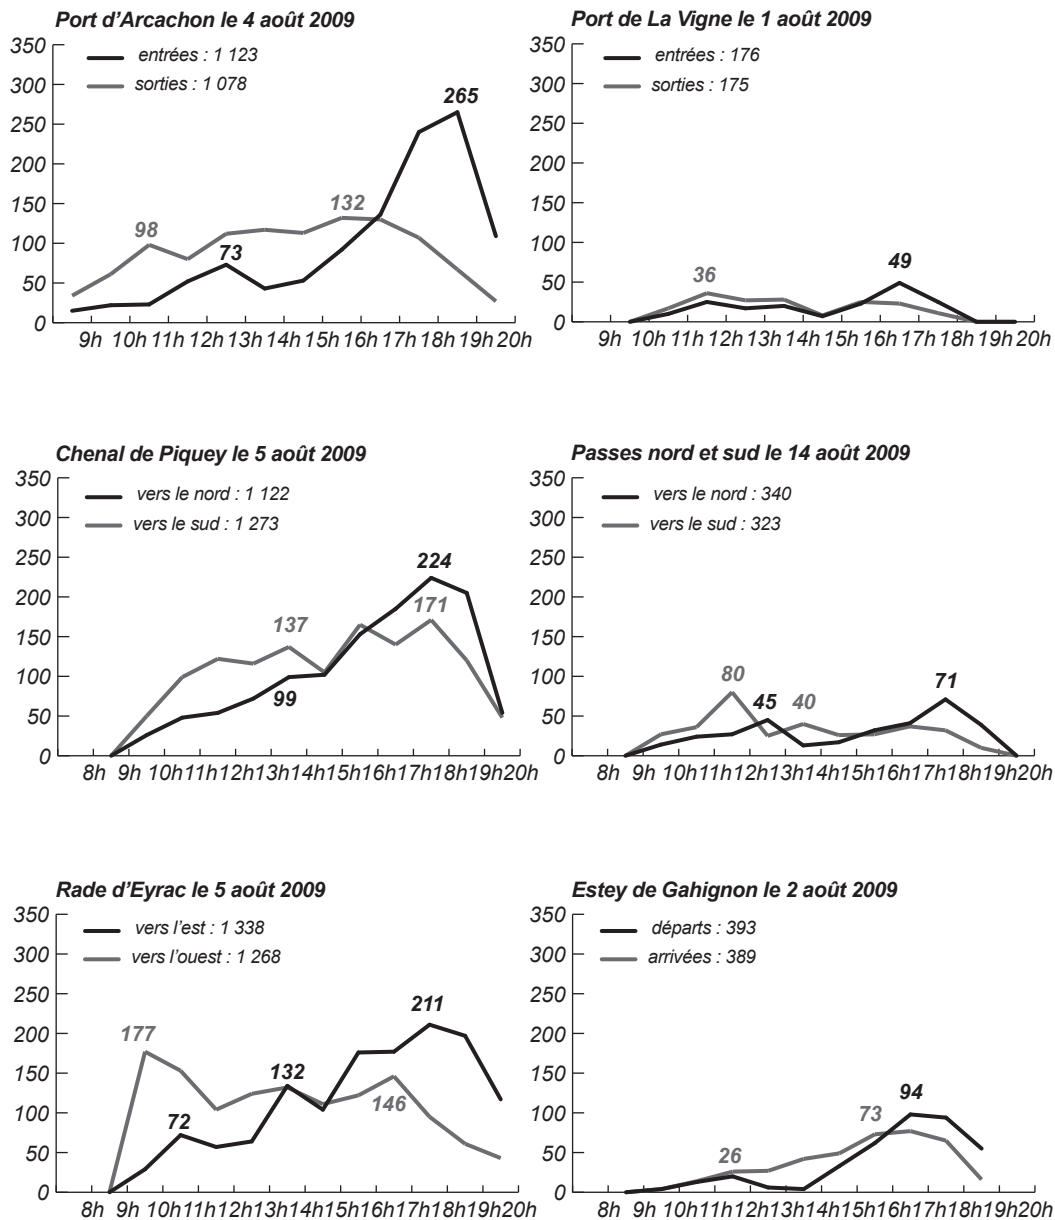 Port d’Arcachon le 4 août 2009
350
300
250
200
150
100
50
0
entrées : 1 123
sorties : 1 078
265
132
98
73
9h 10h 11h 12h 13h 14h 15h 16h 17h 18h 19h 20h
Port de La Vigne le 1 août 2009
350
300
250
200
150
100
50
0
entrées : 176
sorties : 175
49
36
9h 10h 11h 12h 13h 14h 15h 16h 17h 18h 19h 20h
Chenal de Piquey le 5 août 2009
350
300
250
200
150
100
50
0
vers le nord : 1 122
vers le sud : 1 273
224
171
137
99
8h 9h 10h 11h 12h 13h 14h 15h 16h 17h 18h 19h 20h
Passes nord et sud le 14 août 2009
350
300
250
200
150
100
50
0
vers le nord : 340
vers le sud : 323
80
45
40
71
8h 9h 10h 11h 12h 13h 14h 15h 16h 17h 18h 19h 20h
Rade d’Eyrac le 5 août 2009
350
300
250
200
150
100
50
0
vers l'est : 1 338
vers l'ouest : 1 268
211
177
132
146
72
8h 9h 10h 11h 12h 13h 14h 15h 16h 17h 18h 19h 20h
Estey de Gahignon le 2 août 2009
350
300
250
200
150
100
50
0
départs : 393
arrivées : 389
94
73
26
8h 9h 10h 11h 12h 13h 14h 15h 16h 17h 18h 19h 20h